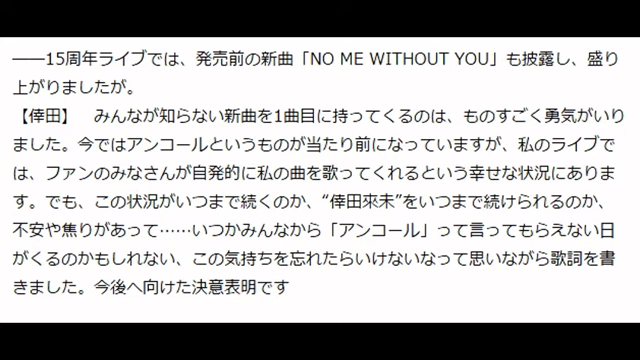 ――15周年ライブでは、発売前の新曲「NO ME WITHOUT YOU」も披露し、盛り
上がりましたが。
【倖田】　みんなが知らない新曲を1曲目に持ってくるのは、ものすごく勇気がいり
ました。今ではアンコールというものが当たり前になっていますが、私のライブで
は、ファンのみなさんが自発的に私の曲を歌ってくれるという幸せな状況にありま
す。でも、この状況がいつまで続くのか、“倖田來未”をいつまで続けられるのか、
不安や焦りがあって……いつかみんなから「アンコール」って言ってもらえない日
がくるのかもしれない、この気持ちを忘れたらいけないなって思いながら歌詞を書
きました。今後へ向けた決意表明です